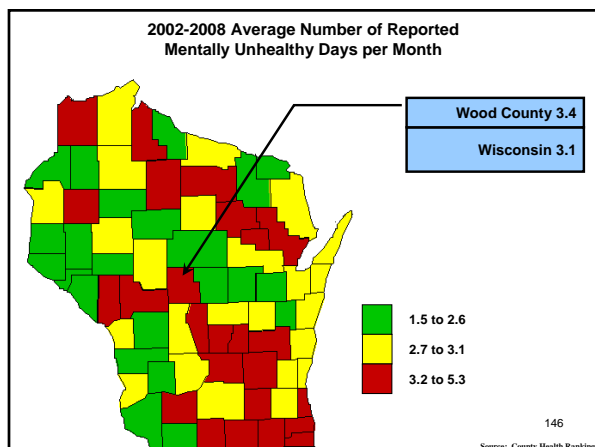 2002-2008 Average Number of Reported
Mentally Unhealthy Days per Month
Wood County 3.4
Wisconsin 3.1
1.5 to 2.6
2.7 to 3.1
3.2 to 5.3
146
Source: County Health Ranking